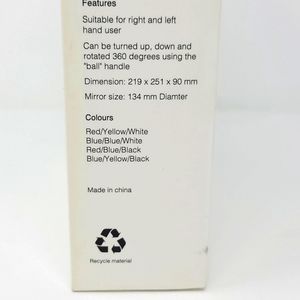 Features
Suitable for right and left
hand user
Can be turned up, down and
rotated 360 degrees using the
"ball" handle
Dimension: 219 x 251 x 90 mm
Mirror size: 134 mm Diamter
Colours
Red/Yellow/White
Blue/Blue/White
Red/Blue/Black
Blue/Yellow/Black
Made in china
Recycle material